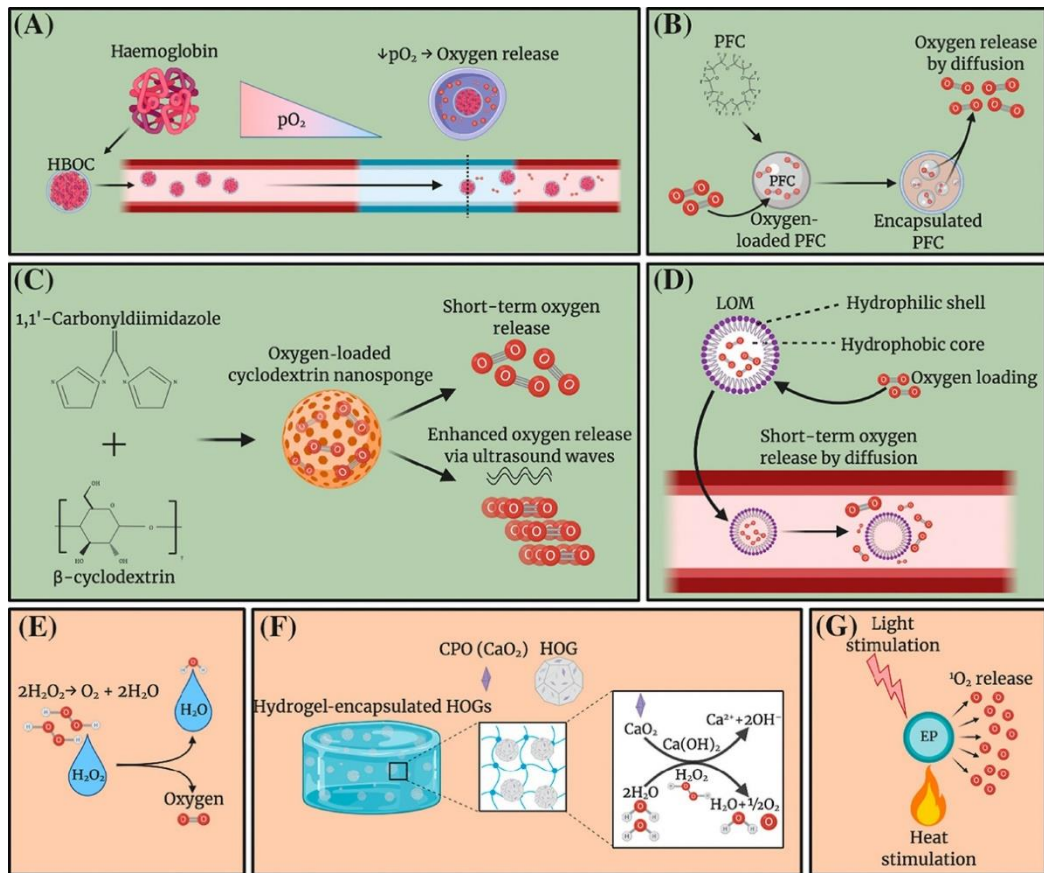 (A)
Haemoglobin
↓pO₂ → Oxygen release
pO₂
HBOC
(B)
PFC
Oxygen release
by diffusion
PFC
Oxygen-
loaded PFC
Encapsulated
PFC
(C)
1,1'-Carbonyldiimidazole
N
N
N
N
+
OH
O
O
HO
OH
7
β-cyclodextrin
Oxygen-loaded
cyclodextrin nanosponge
Short-term oxygen
release
Enhanced oxygen release
via ultrasound waves
(D)
LOM
Hydrophilic shell
Hydrophobic core
Oxygen loading
Short-term oxygen
release by diffusion
(E)
2H₂O₂→ O₂ + 2H₂O
H₂O
H₂O₂
Oxygen
(F)
CPO (CaO₂)
HOG
Hydrogel-encapsulated HOGs
CaO₂
Ca²⁺+2OH⁻
Ca(OH)₂
H₂O₂
2H₂O
H₂O+½O₂
(G)
Light
stimulation
¹O₂ release
EP
Heat
stimulation